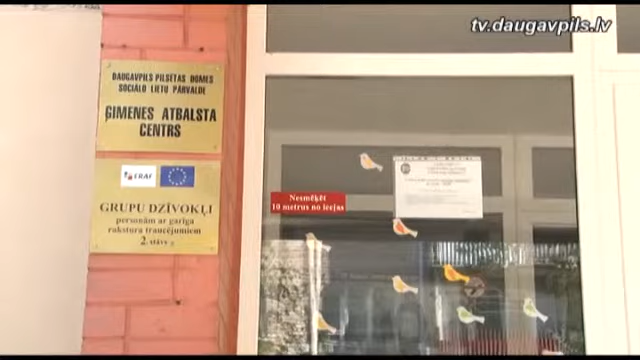 tv.daugavpils.lv
DAUGAVPILS PILSĒTAS DOMES
SOCIĀLO LIETU PĀRVALDE
ĢIMENES ATBALSTA
CENTRS
ERAF
GRUPU DZĪVOKĻI
personām ar garīga
rakstura traucējumiem
2.stāvs
Nesmēķēt
10 metrus no ieejas